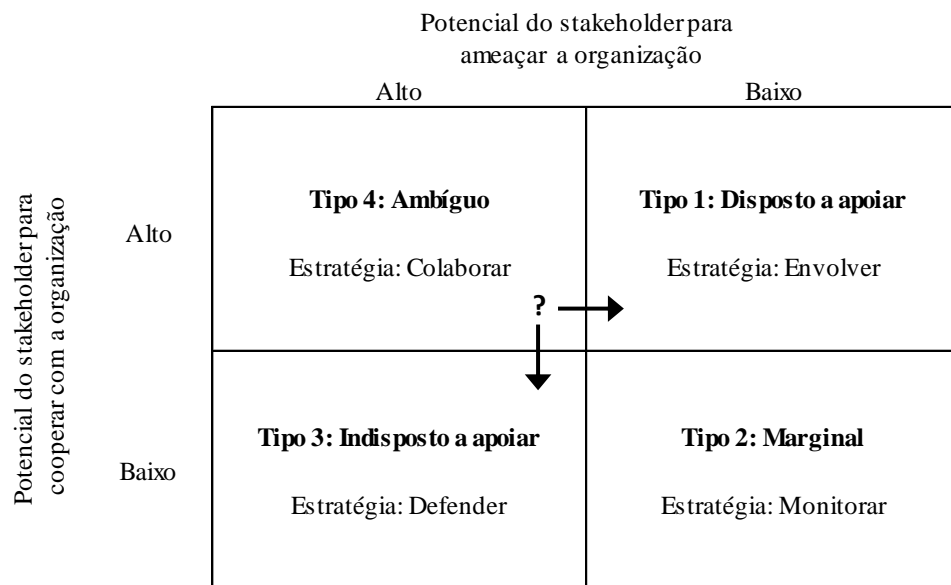 Potencial do stakeholder para
ameaçar a organização
Alto
Baixo
Potencial do stakeholder para
cooperar com a organização
Alto
Tipo 4: Ambíguo
Estratégia: Colaborar
Tipo 1: Disposto a apoiar
Estratégia: Envolver
?
Baixo
Tipo 3: Indisposto a apoiar
Estratégia: Defender
Tipo 2: Marginal
Estratégia: Monitorar